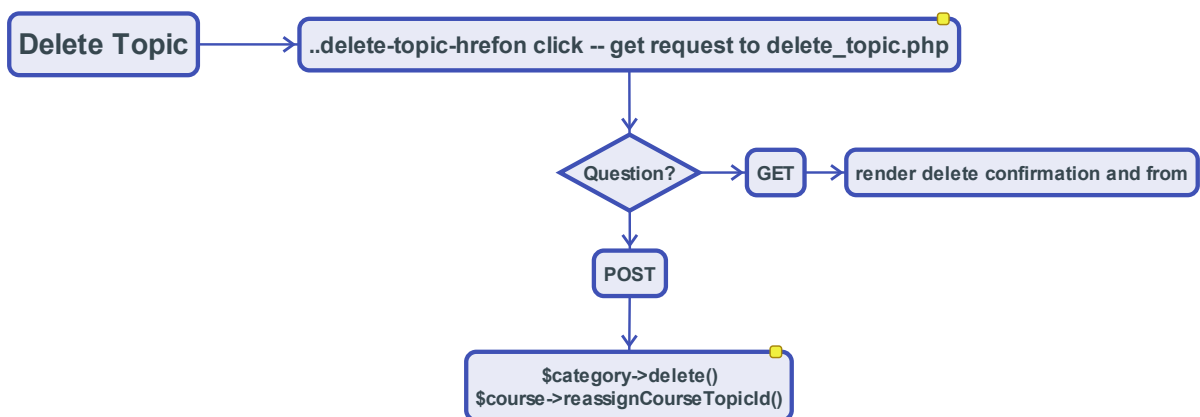 Delete Topic
..delete-topic-hrefon click -- get request to delete_topic.php
Question?
GET
render delete confirmation and from
POST
$category->delete()
$course->reassignCourseTopicId()